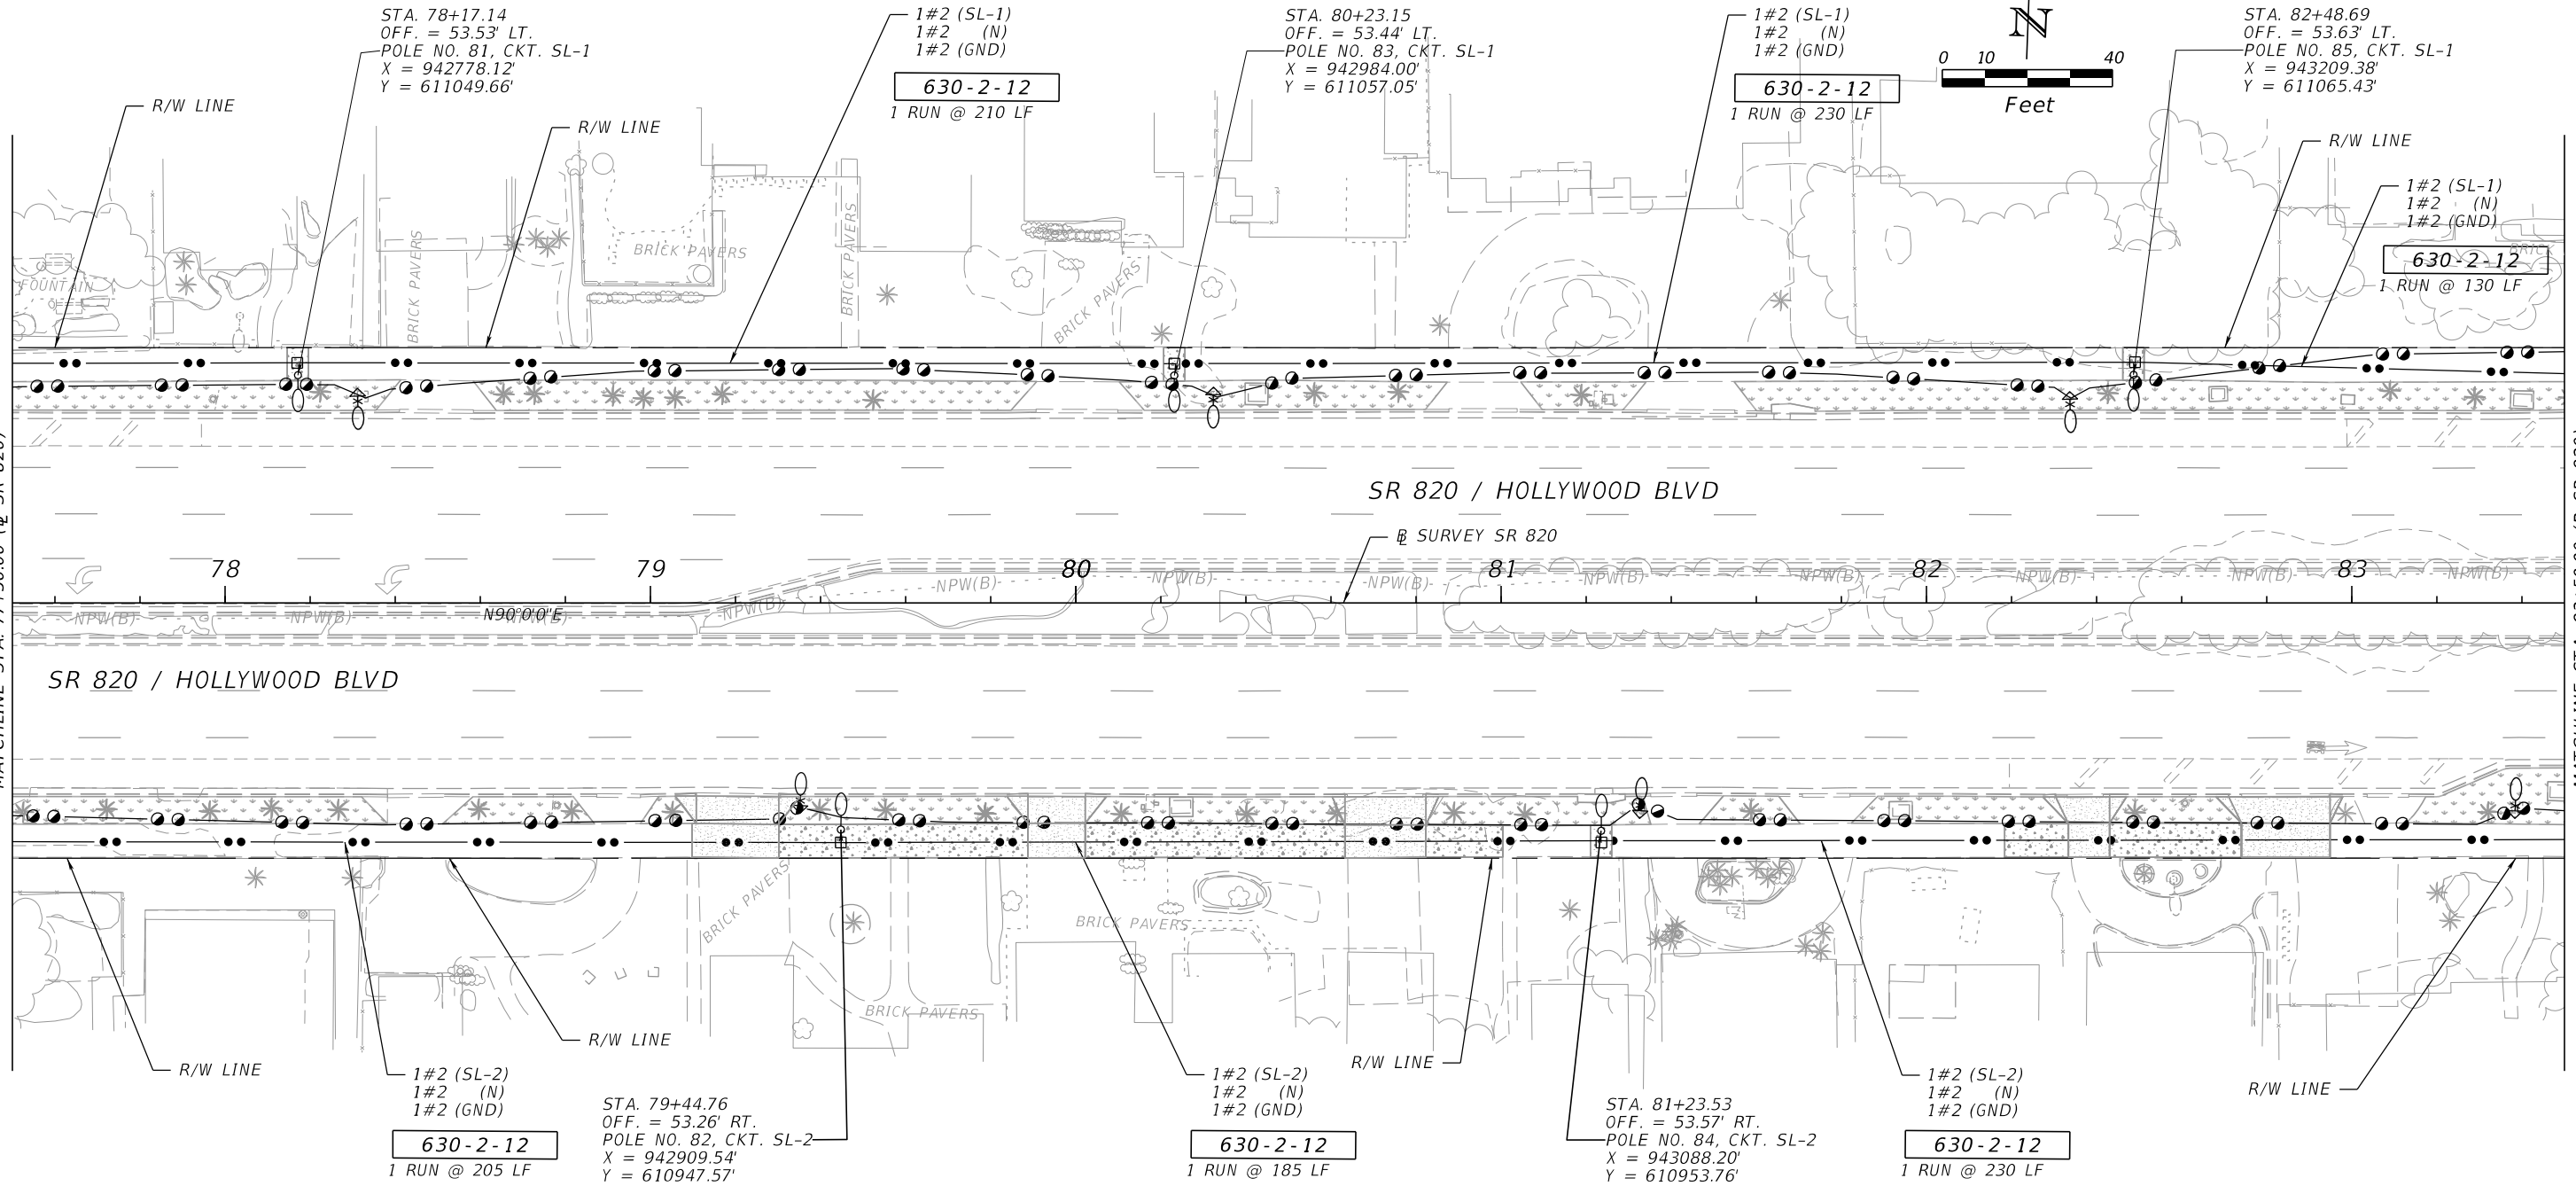 STA. 78+17.14
OFF. = 53.53' LT.
POLE NO. 81, CKT. SL-1
X = 942778.12'
Y = 611049.66'
1#2 (SL-1)
1#2 (N)
1#2 (GND)
630-2-12
1 RUN @ 210 LF
STA. 80+23.15
OFF. = 53.44' LT.
POLE NO. 83, CKT. SL-1
X = 942984.00'
Y = 611057.05'
1#2 (SL-1)
1#2 (N)
1#2 (GND)
630-2-12
1 RUN @ 230 LF
N
0 10 40
Feet
STA. 82+48.69
OFF. = 53.63' LT.
POLE NO. 85, CKT. SL-1
X = 943209.38'
Y = 611065.43'
R/W LINE
R/W LINE
R/W LINE
1#2 (SL-1)
1#2 (N)
1#2 (GND)
630-2-12
1 RUN @ 130 LF
BRICK
FOUNTAIN
BRICK PAVERS
BRICK PAVERS
BRICK PAVERS
BRICK PAVERS
SR 820 / HOLLYWOOD BLVD
BL SURVEY SR 820
78 79 80 81 82 83
NPW(B) NPW(B) NPW(B) NPW(B) NPW(B) NPW(B) NPW(B)
NPW(B) NPW(B) NPW(B) NPW(B)
N90°0'0"E
SR 820 / HOLLYWOOD BLVD
BRICK PAVERS
BRICK PAVERS
BRICK PAVERS
R/W LINE
R/W LINE
R/W LINE
R/W LINE
1#2 (SL-2)
1#2 (N)
1#2 (GND)
630-2-12
1 RUN @ 205 LF
STA. 79+44.76
OFF. = 53.26' RT.
POLE NO. 82, CKT. SL-2
X = 942909.54'
Y = 610947.57'
1#2 (SL-2)
1#2 (N)
1#2 (GND)
630-2-12
1 RUN @ 185 LF
STA. 81+23.53
OFF. = 53.57' RT.
POLE NO. 84, CKT. SL-2
X = 943088.20'
Y = 610953.76'
1#2 (SL-2)
1#2 (N)
1#2 (GND)
630-2-12
1 RUN @ 230 LF